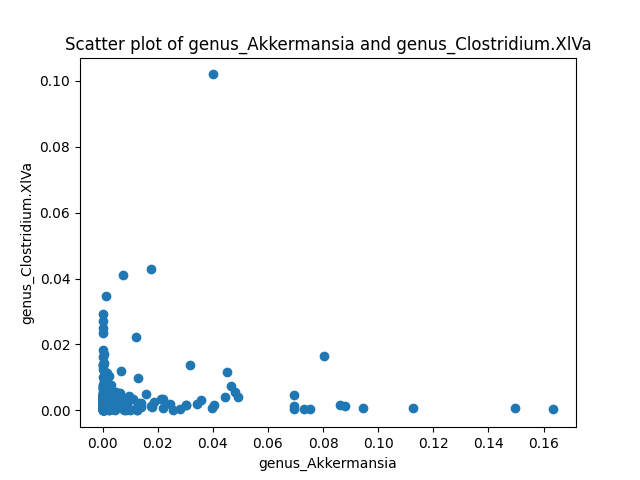 Scatter plot of genus_Akkermansia and genus_Clostridium.XlVa
0.10
0.08
0.06
0.04
0.02
0.00
genus_Clostridium.XlVa
0.00 0.02 0.04 0.06 0.08 0.10 0.12 0.14 0.16
genus_Akkermansia